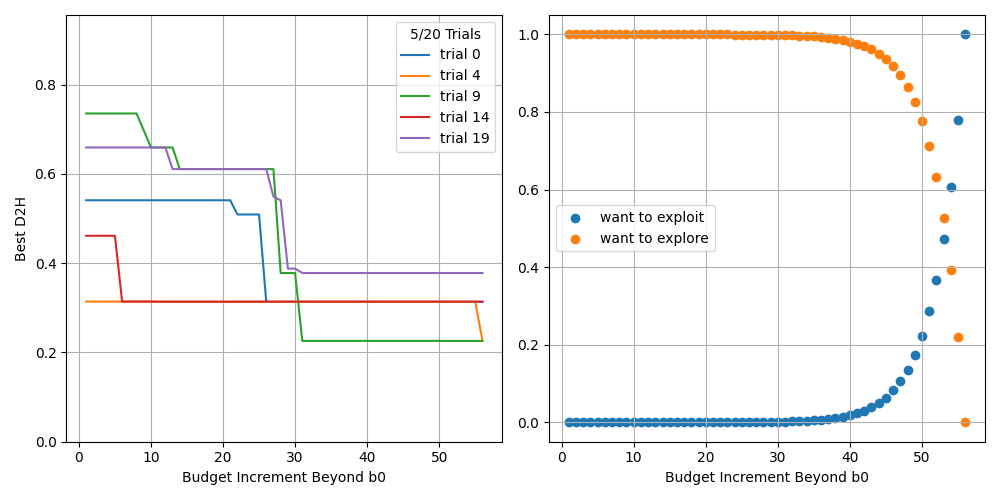 5/20 Trials
trial 0
trial 4
trial 9
trial 14
trial 19
Best D2H
0.8
0.6
0.4
0.2
0.0
0 10 20 30 40 50
Budget Increment Beyond b0
1.0
0.8
0.6
0.4
0.2
0.0
want to exploit
want to explore
0 10 20 30 40 50
Budget Increment Beyond b0